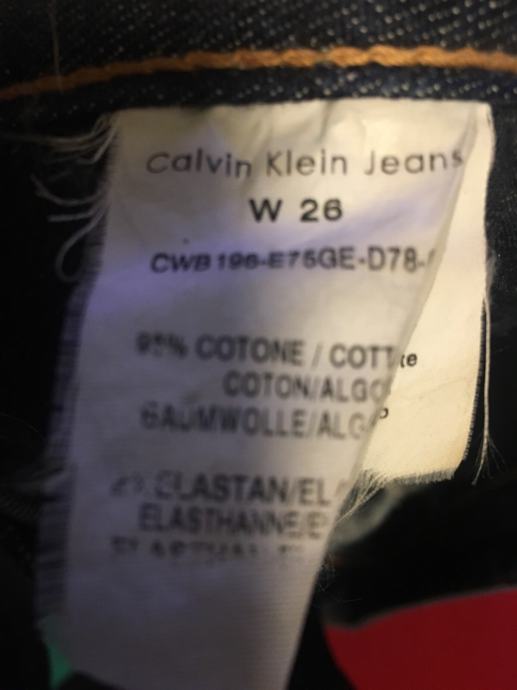 Calvin Klein Jeans
W 26
CWB196-E75GE-D78-
COTONE / COTT
COTON/ALGO
BAUMWOLLE/ALG
ELASTAN/EL
ELASTHANNE/E